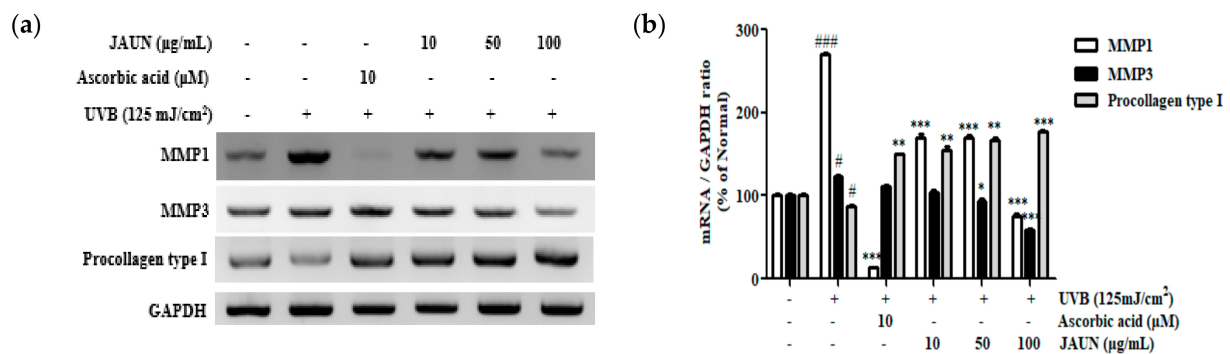 (a)
JAUN (µg/mL) - - - 10 50 100
Ascorbic acid (µM) - - 10 - - -
UVB (125 mJ/cm²) - + + + + +
MMP1
MMP3
Procollagen type I
GAPDH
(b)
mRNA / GAPDH ratio
(% of Normal)
300
200
100
0
###
#
#
***
**
***
**
***
*
**
***
***
***
MMP1
MMP3
Procollagen type I
- + + + + + UVB (125mJ/cm²)
- - 10 - - - Ascorbic acid (µM)
- - - 10 50 100 JAUN (µg/mL)